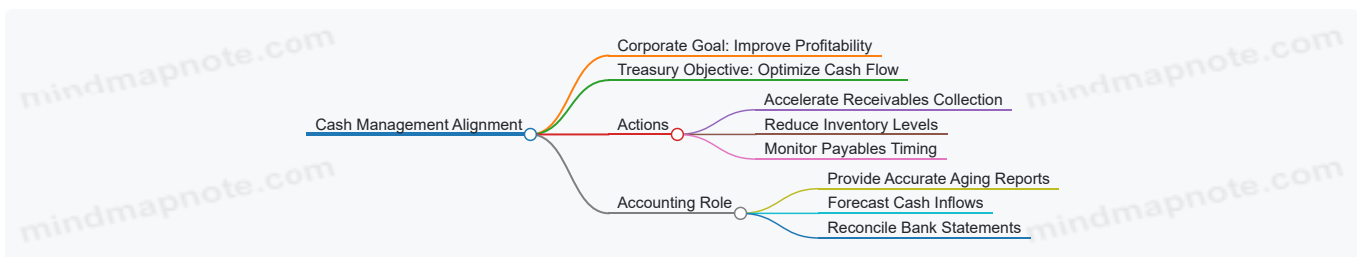 mindmapnote.com
mindmapnote.com
Corporate Goal: Improve Profitability
Treasury Objective: Optimize Cash Flow
Cash Management Alignment
Actions
Accelerate Receivables Collection
Reduce Inventory Levels
Monitor Payables Timing
Accounting Role
Provide Accurate Aging Reports
Forecast Cash Inflows
Reconcile Bank Statements
mindmapnote.com
mindmapnote.com